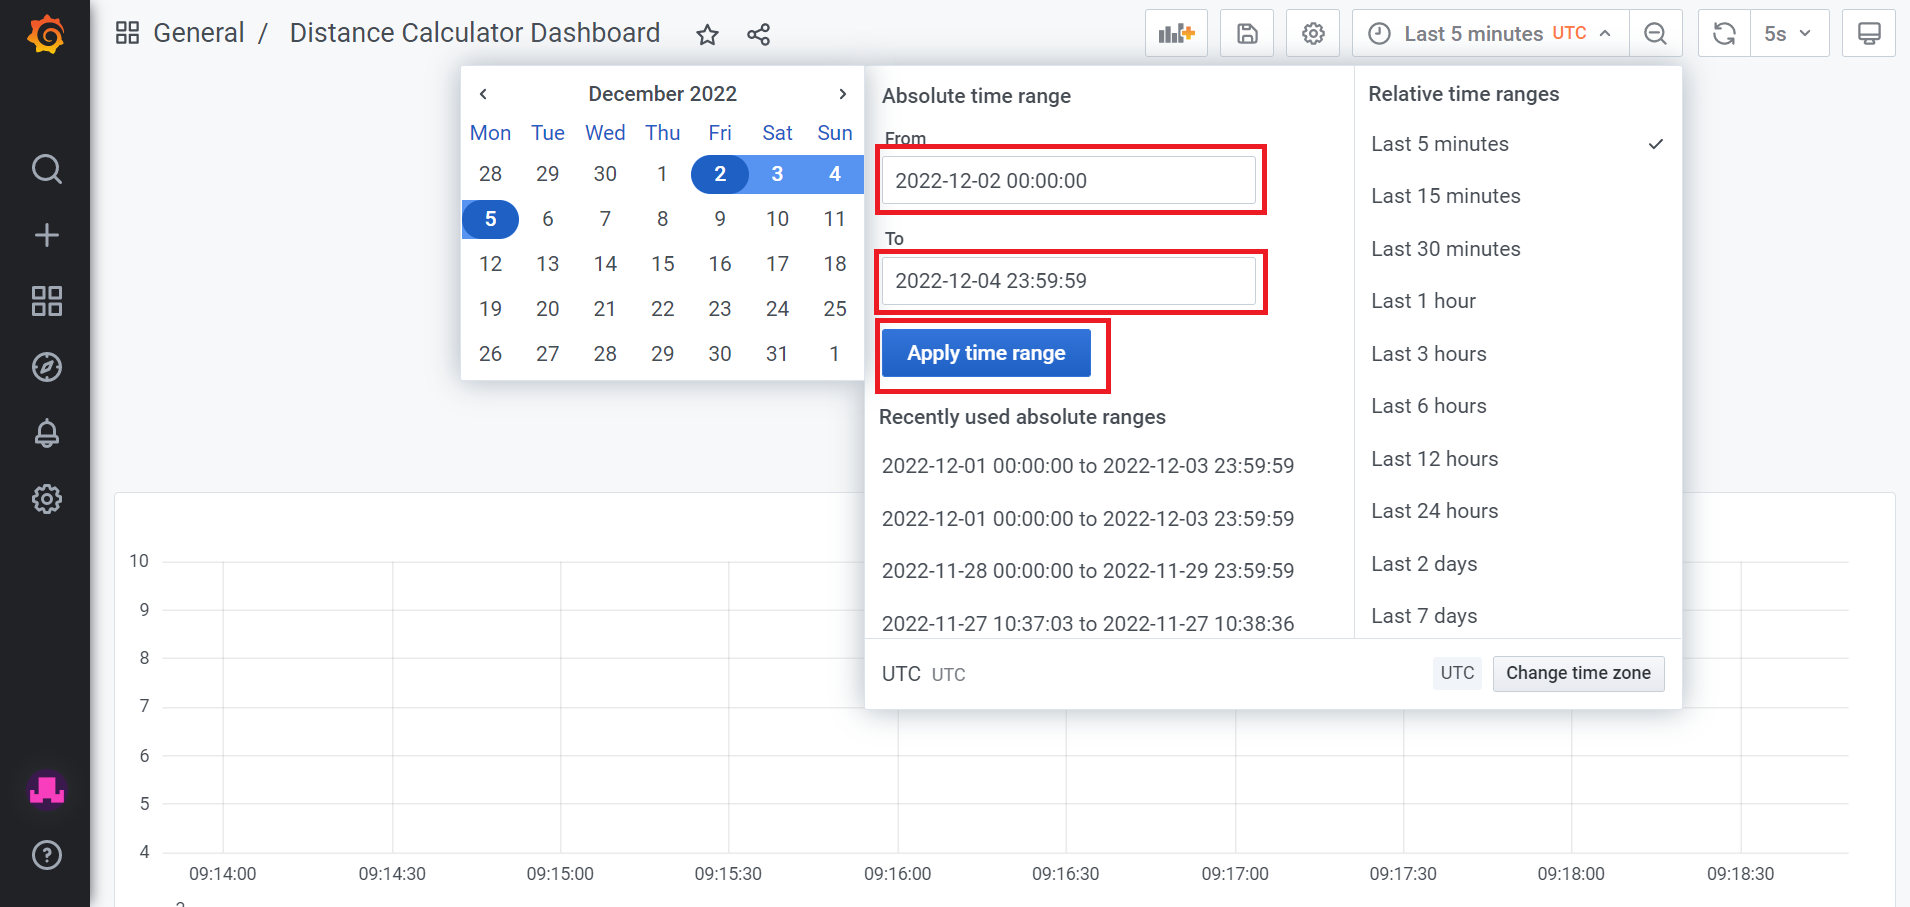 General / Distance Calculator Dashboard
Last 5 minutes UTC
5s
December 2022
Mon Tue Wed Thu Fri Sat Sun
28 29 30 1 2 3 4
5 6 7 8 9 10 11
12 13 14 15 16 17 18
19 20 21 22 23 24 25
26 27 28 29 30 31 1
Absolute time range
From
2022-12-02 00:00:00
To
2022-12-04 23:59:59
Apply time range
Recently used absolute ranges
2022-12-01 00:00:00 to 2022-12-03 23:59:59
2022-12-01 00:00:00 to 2022-12-03 23:59:59
2022-11-28 00:00:00 to 2022-11-29 23:59:59
2022-11-27 10:37:03 to 2022-11-27 10:38:36
Relative time ranges
Last 5 minutes
Last 15 minutes
Last 30 minutes
Last 1 hour
Last 3 hours
Last 6 hours
Last 12 hours
Last 24 hours
Last 2 days
Last 7 days
UTC UTC
UTC
Change time zone
10
9
8
7
6
5
4
09:14:00 09:14:30 09:15:00 09:15:30 09:16:00 09:16:30 09:17:00 09:17:30 09:18:00 09:18:30